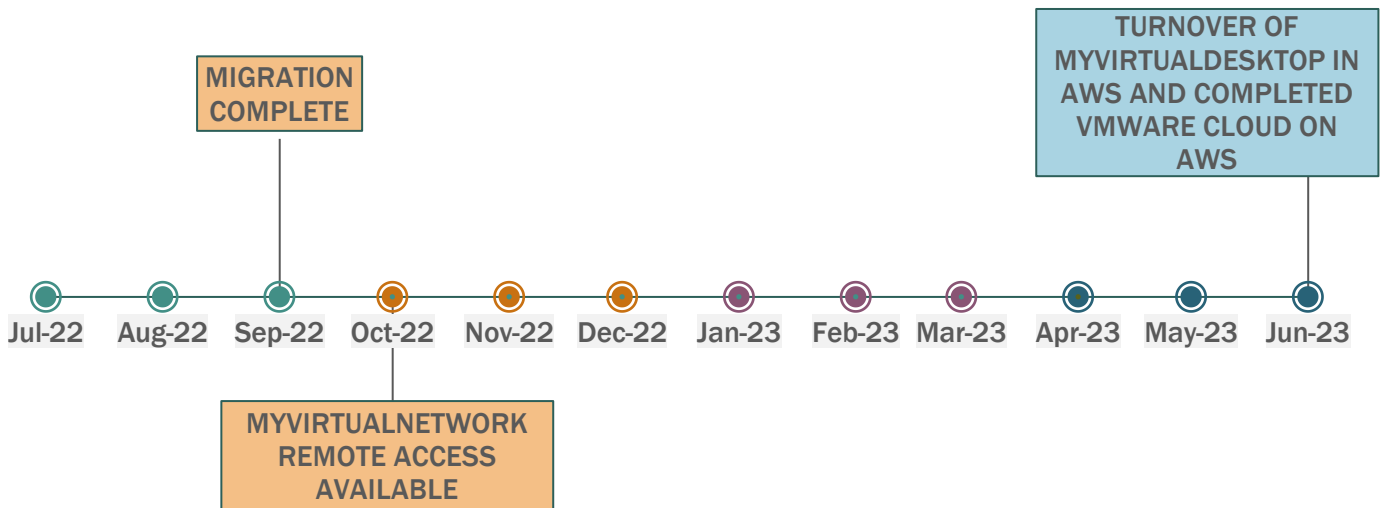 MIGRATION
COMPLETE
TURNOVER OF
MYVIRTUALDESKTOP IN
AWS AND COMPLETED
VMWARE CLOUD ON
AWS
Jul-22 Aug-22 Sep-22 Oct-22 Nov-22 Dec-22 Jan-23 Feb-23 Mar-23 Apr-23 May-23 Jun-23
MYVIRTUALNETWORK
REMOTE ACCESS
AVAILABLE